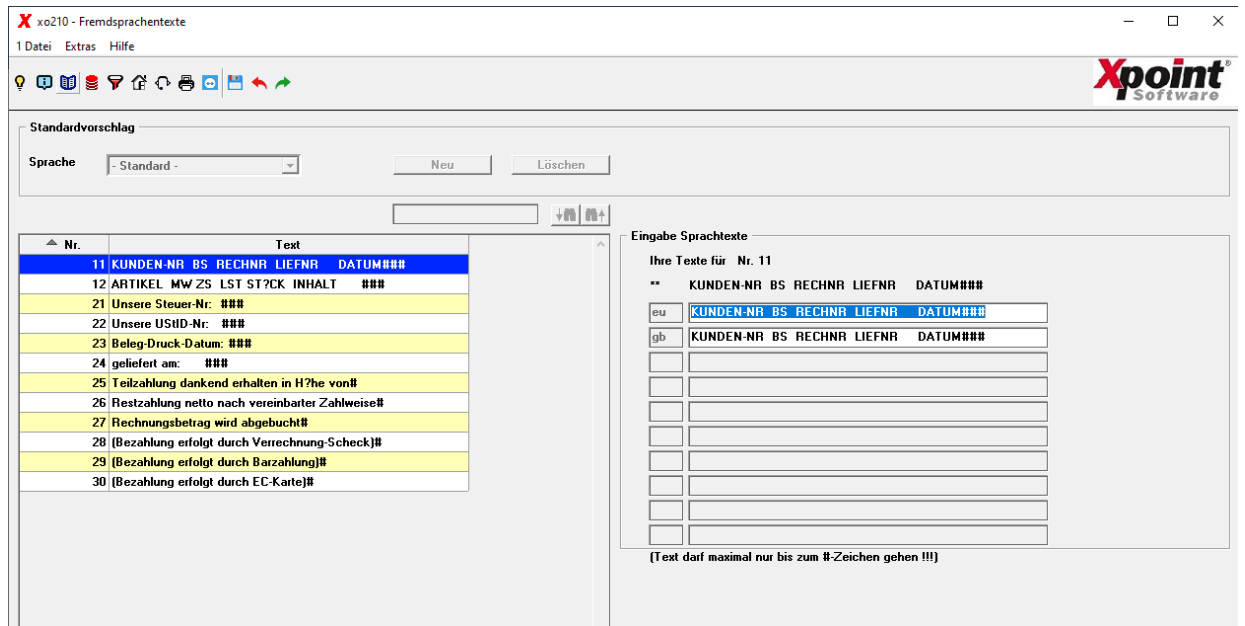 xo210 - Fremdsprachentexte
1 Datei Extras Hilfe
Xpoint®
Software
Standardvorschlag
Sprache - Standard - Neu Löschen
Nr. Text
11 KUNDEN-NR BS RECHNR LIEFNR DATUM###
12 ARTIKEL MW ZS LST ST?CK INHALT ###
21 Unsere Steuer-Nr: ###
22 Unsere UStID-Nr: ###
23 Beleg-Druck-Datum: ###
24 geliefert am: ###
25 Teilzahlung dankend erhalten in H?he von#
26 Restzahlung netto nach vereinbarter Zahlweise#
27 Rechnungsbetrag wird abgebucht#
28 (Bezahlung erfolgt durch Verrechnung-Scheck)#
29 (Bezahlung erfolgt durch Barzahlung)#
30 (Bezahlung erfolgt durch EC-Karte)#
Eingabe Sprachtexte
Ihre Texte für Nr. 11
** KUNDEN-NR BS RECHNR LIEFNR DATUM###
eu KUNDEN-NR BS RECHNR LIEFNR DATUM###
gb KUNDEN-NR BS RECHNR LIEFNR DATUM###
(Text darf maximal nur bis zum #-Zeichen gehen !!!)